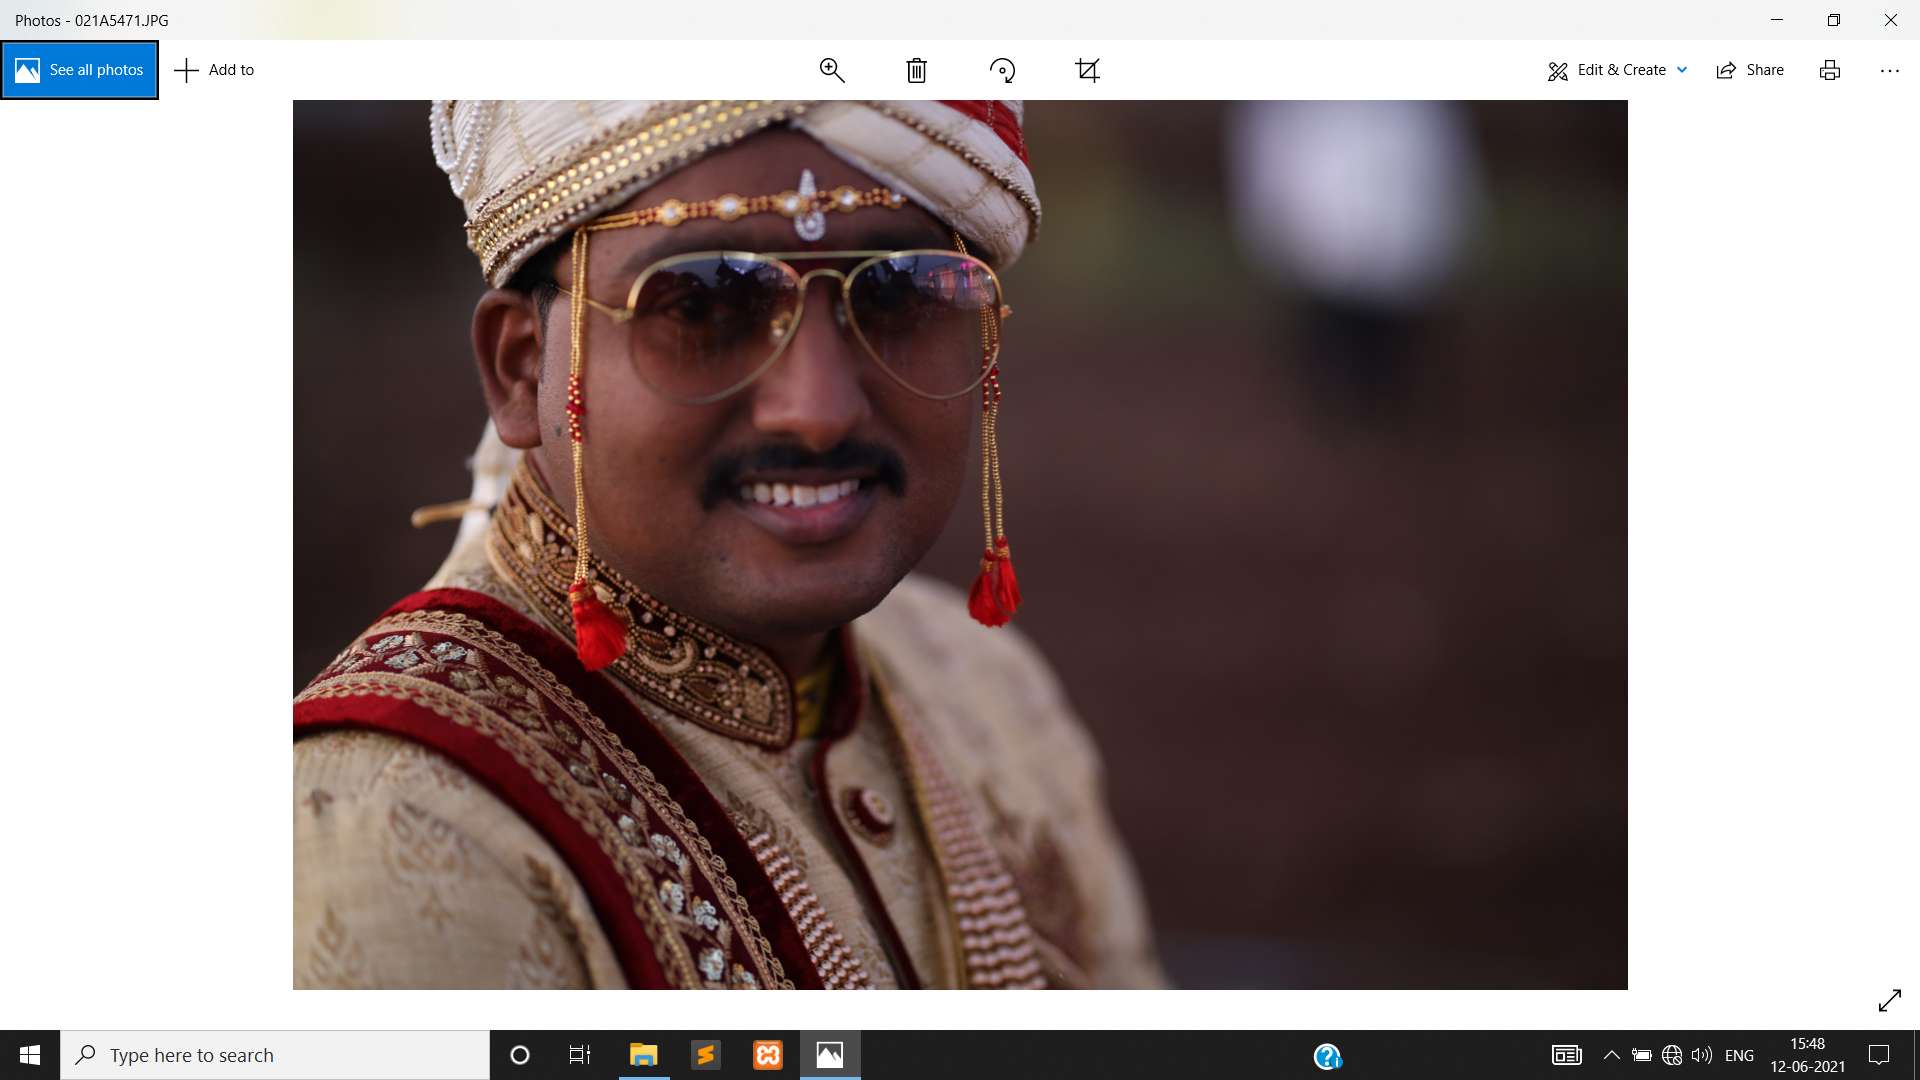 Photos - 021A5471.JPG
See all photos
Add to
Edit & Create
Share
Type here to search
ENG
15:48
12-06-2021